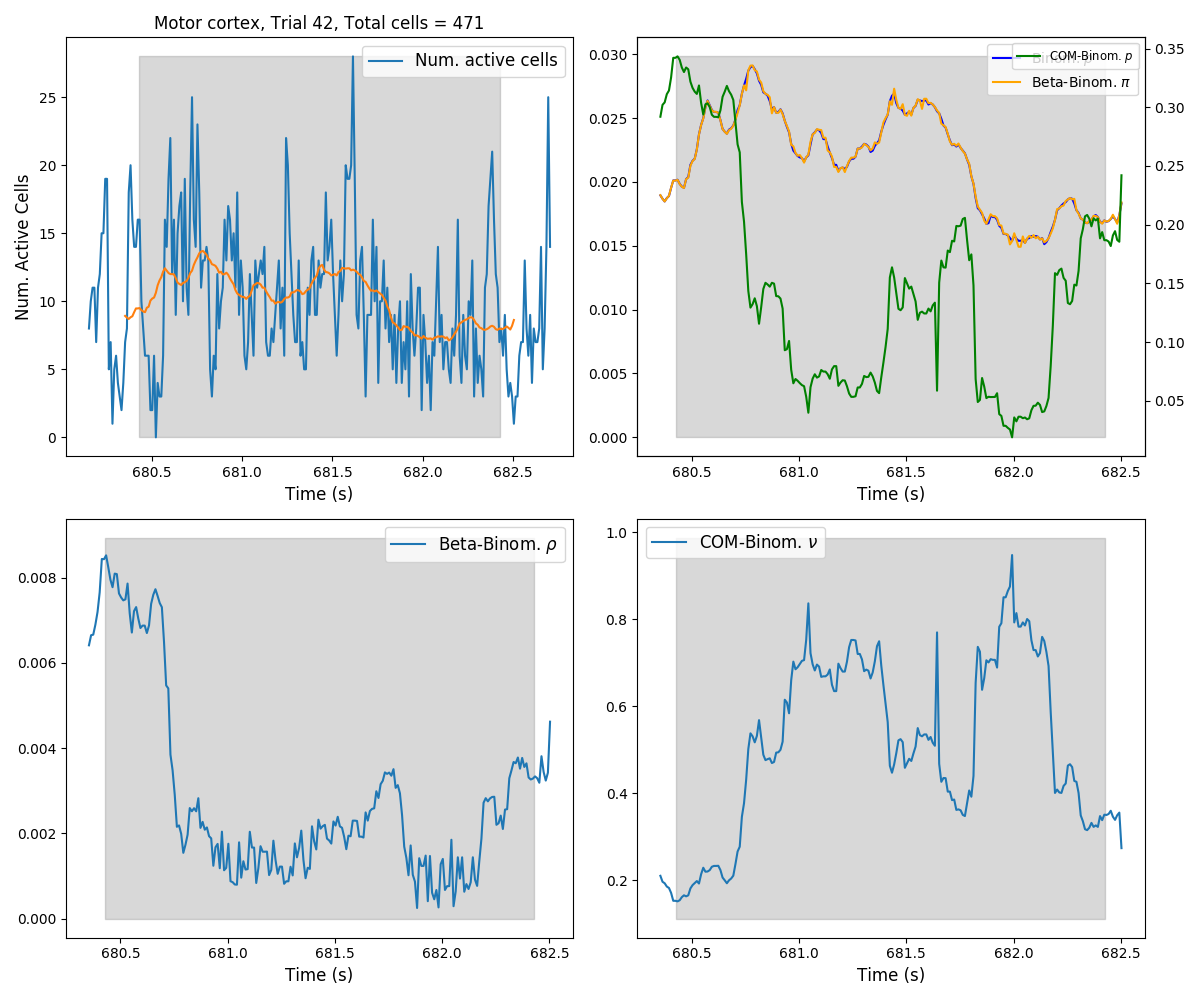 Motor cortex, Trial 42, Total cells = 471
Num. active cells
Num. Active Cells
25
20
15
10
5
0
680.5 681.0 681.5 682.0 682.5
Time (s)
COM-Binom. p
Beta-Binom. π
0.030
0.025
0.020
0.015
0.010
0.005
0.000
0.35
0.30
0.25
0.20
0.15
0.10
0.05
680.5 681.0 681.5 682.0 682.5
Time (s)
Beta-Binom. ρ
0.008
0.006
0.004
0.002
0.000
680.5 681.0 681.5 682.0 682.5
Time (s)
COM-Binom. ν
1.0
0.8
0.6
0.4
0.2
680.5 681.0 681.5 682.0 682.5
Time (s)